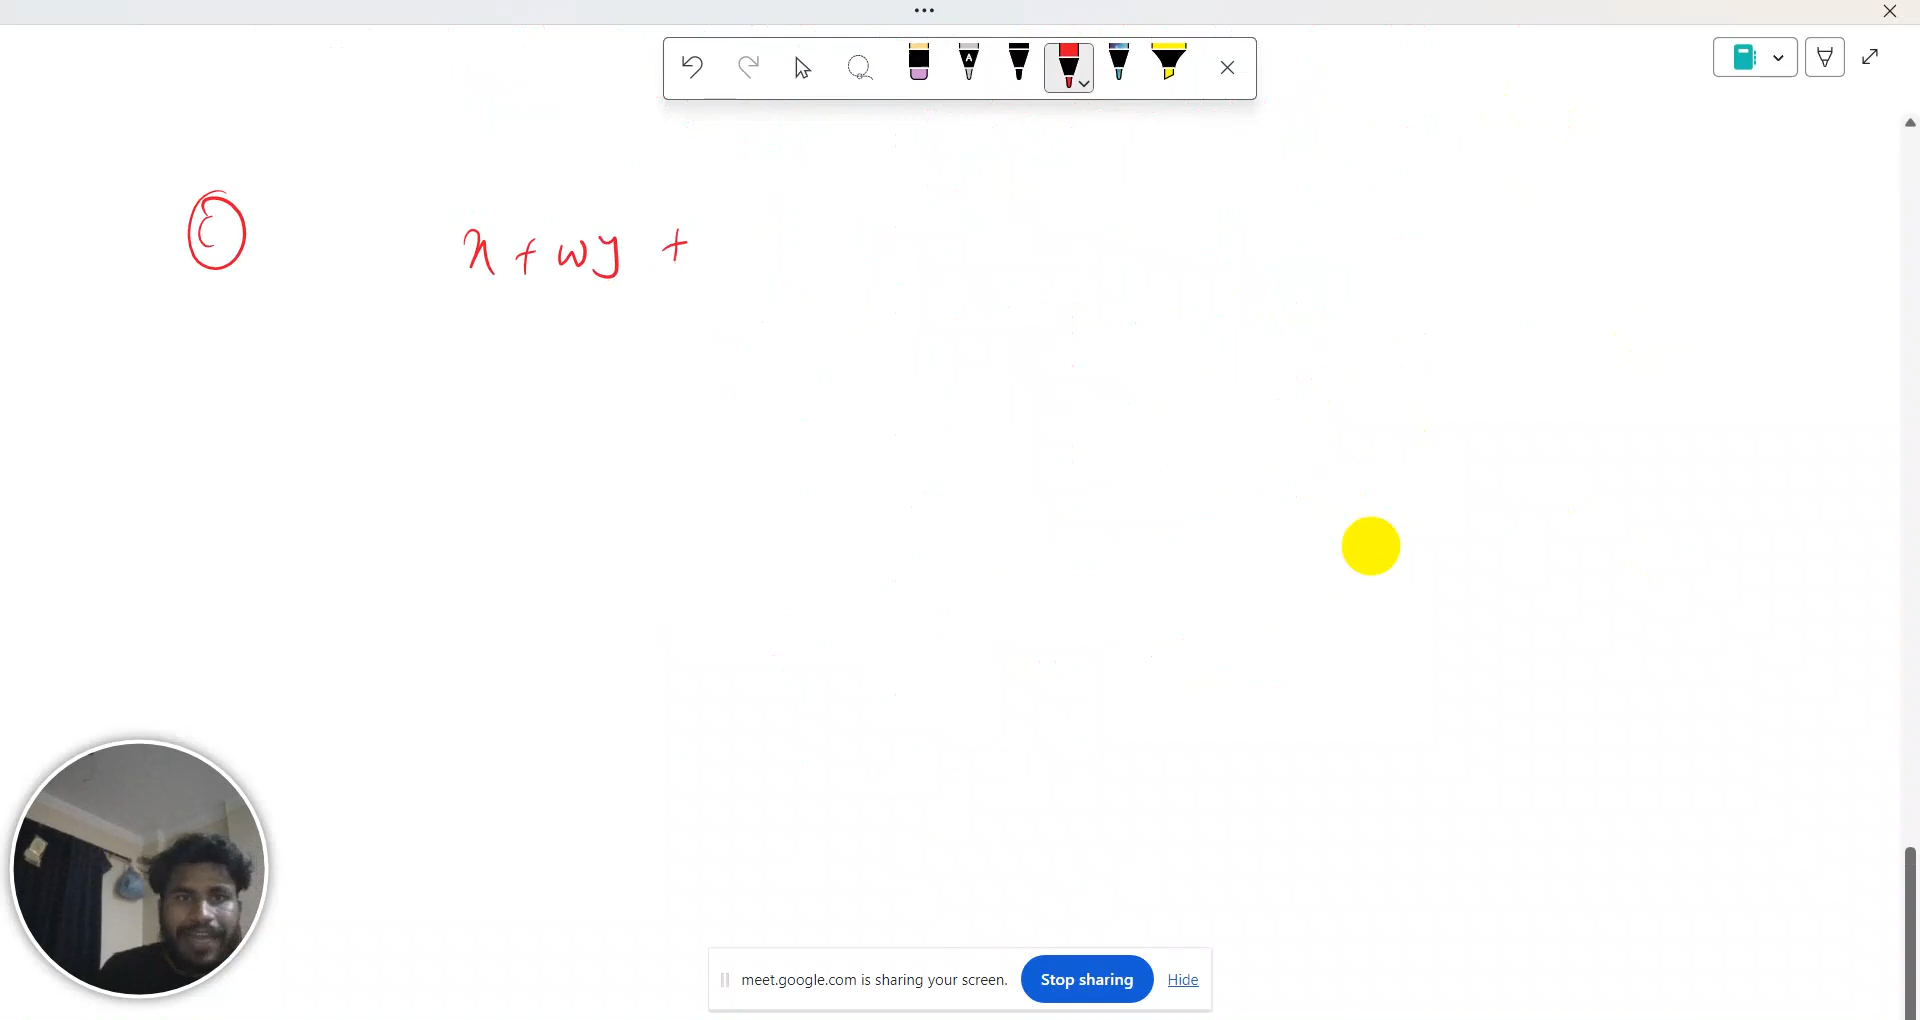 A
ε x + wy +
meet.google.com is sharing your screen. Stop sharing Hide